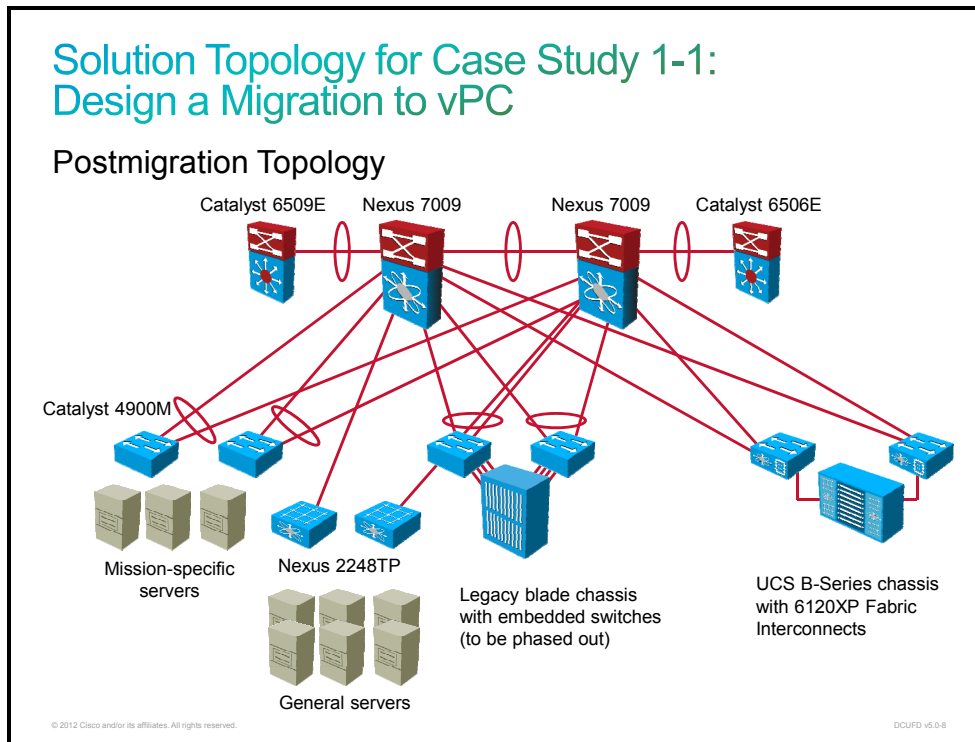 Solution Topology for Case Study 1-1:
Design a Migration to vPC
Postmigration Topology
Catalyst 6509E
Nexus 7009
Nexus 7009
Catalyst 6506E
Catalyst 4900M
Mission-specific
servers
Nexus 2248TP
General servers
Legacy blade chassis
with embedded switches
(to be phased out)
UCS B-Series chassis
with 6120XP Fabric
Interconnects
© 2012 Cisco and/or its affiliates. All rights reserved.
DCUFD v5.0-8